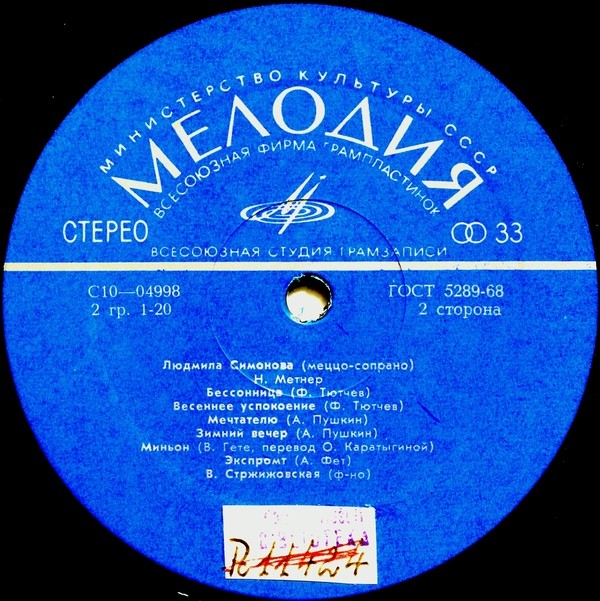 МИНИСТЕРСТВО КУЛЬТУРЫ СССР
МЕЛОДИЯ
ВСЕСОЮЗНАЯ ФИРМА ГРАМПЛАСТИНОК
СТЕРЕО
33
ВСЕСОЮЗНАЯ СТУДИЯ ГРАМЗАПИСИ
С10—04998
ГОСТ 5289-68
2 гр. 1-20
2 сторона
Людмила Симонова (меццо-сопрано)
Н. Метнер
Бессонница (Ф. Тютчев)
Весеннее успокоение (Ф. Тютчев)
Мечтателю (А. Пушкин)
Зимний вечер (А. Пушкин)
Миньон (В. Гете, перевод О. Каратыгиной)
Экспромт (А. Фет)
В. Стржижовская (ф-но)